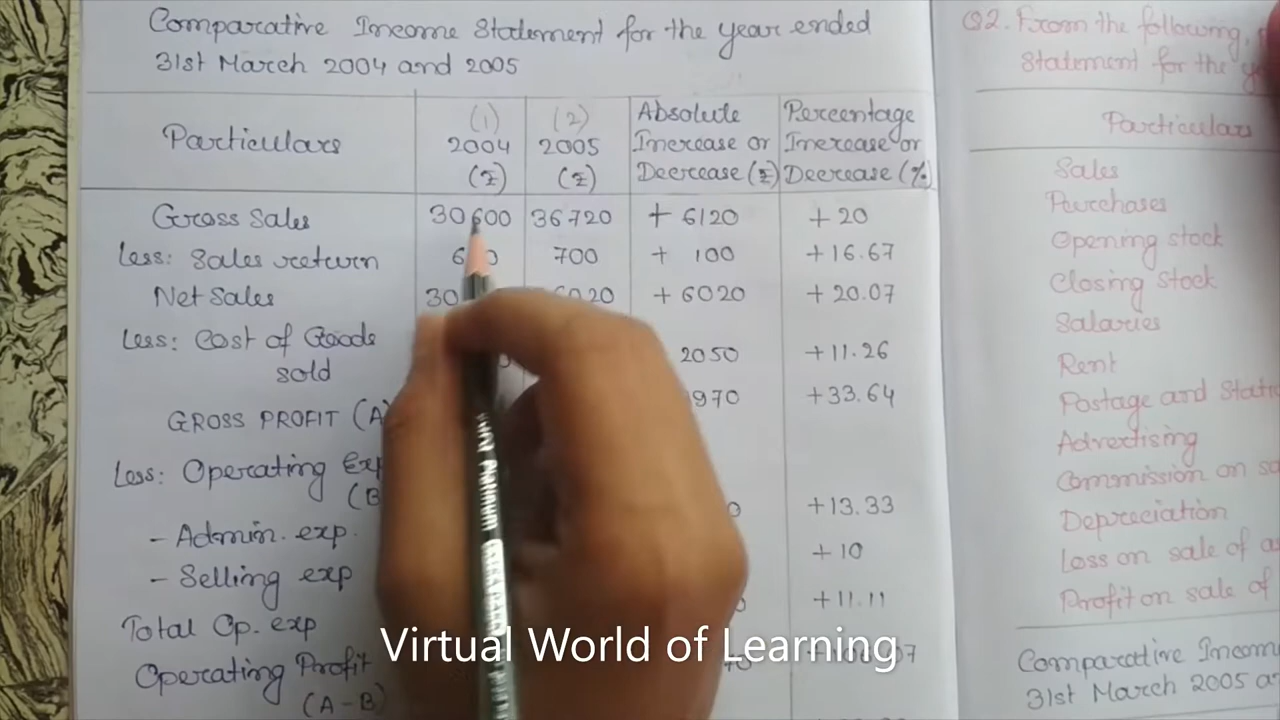 Comparative Income Statement for the year ended
31st March 2004 and 2005
Particulars
(1)
2004
(₹)
(2)
2005
(₹)
Absolute
Increase or
Decrease (₹)
Percentage
Increase or
Decrease (%)
Gross Sales 30600 36720 + 6120 + 20
Less: Sales return 700 + 100 + 16.67
Net Sales + 6020 + 20.07
Less: Cost of Goods
sold 2050 +11.26
GROSS PROFIT (A) +33.64
Less: Operating
- Admin. exp. +13.33
- Selling exp +10
Total Op. exp +11.11
Operating Profit
(A-B)
Virtual World of Learning
Q2. From the following,
Statement for the
Particulars
Sales
Purchases
Opening stock
Closing Stock
Salaries
Rent
Postage and
Advertising
Commission on
Depreciation
Loss on sale of
Profit on sale of
Comparative
31st March 2005